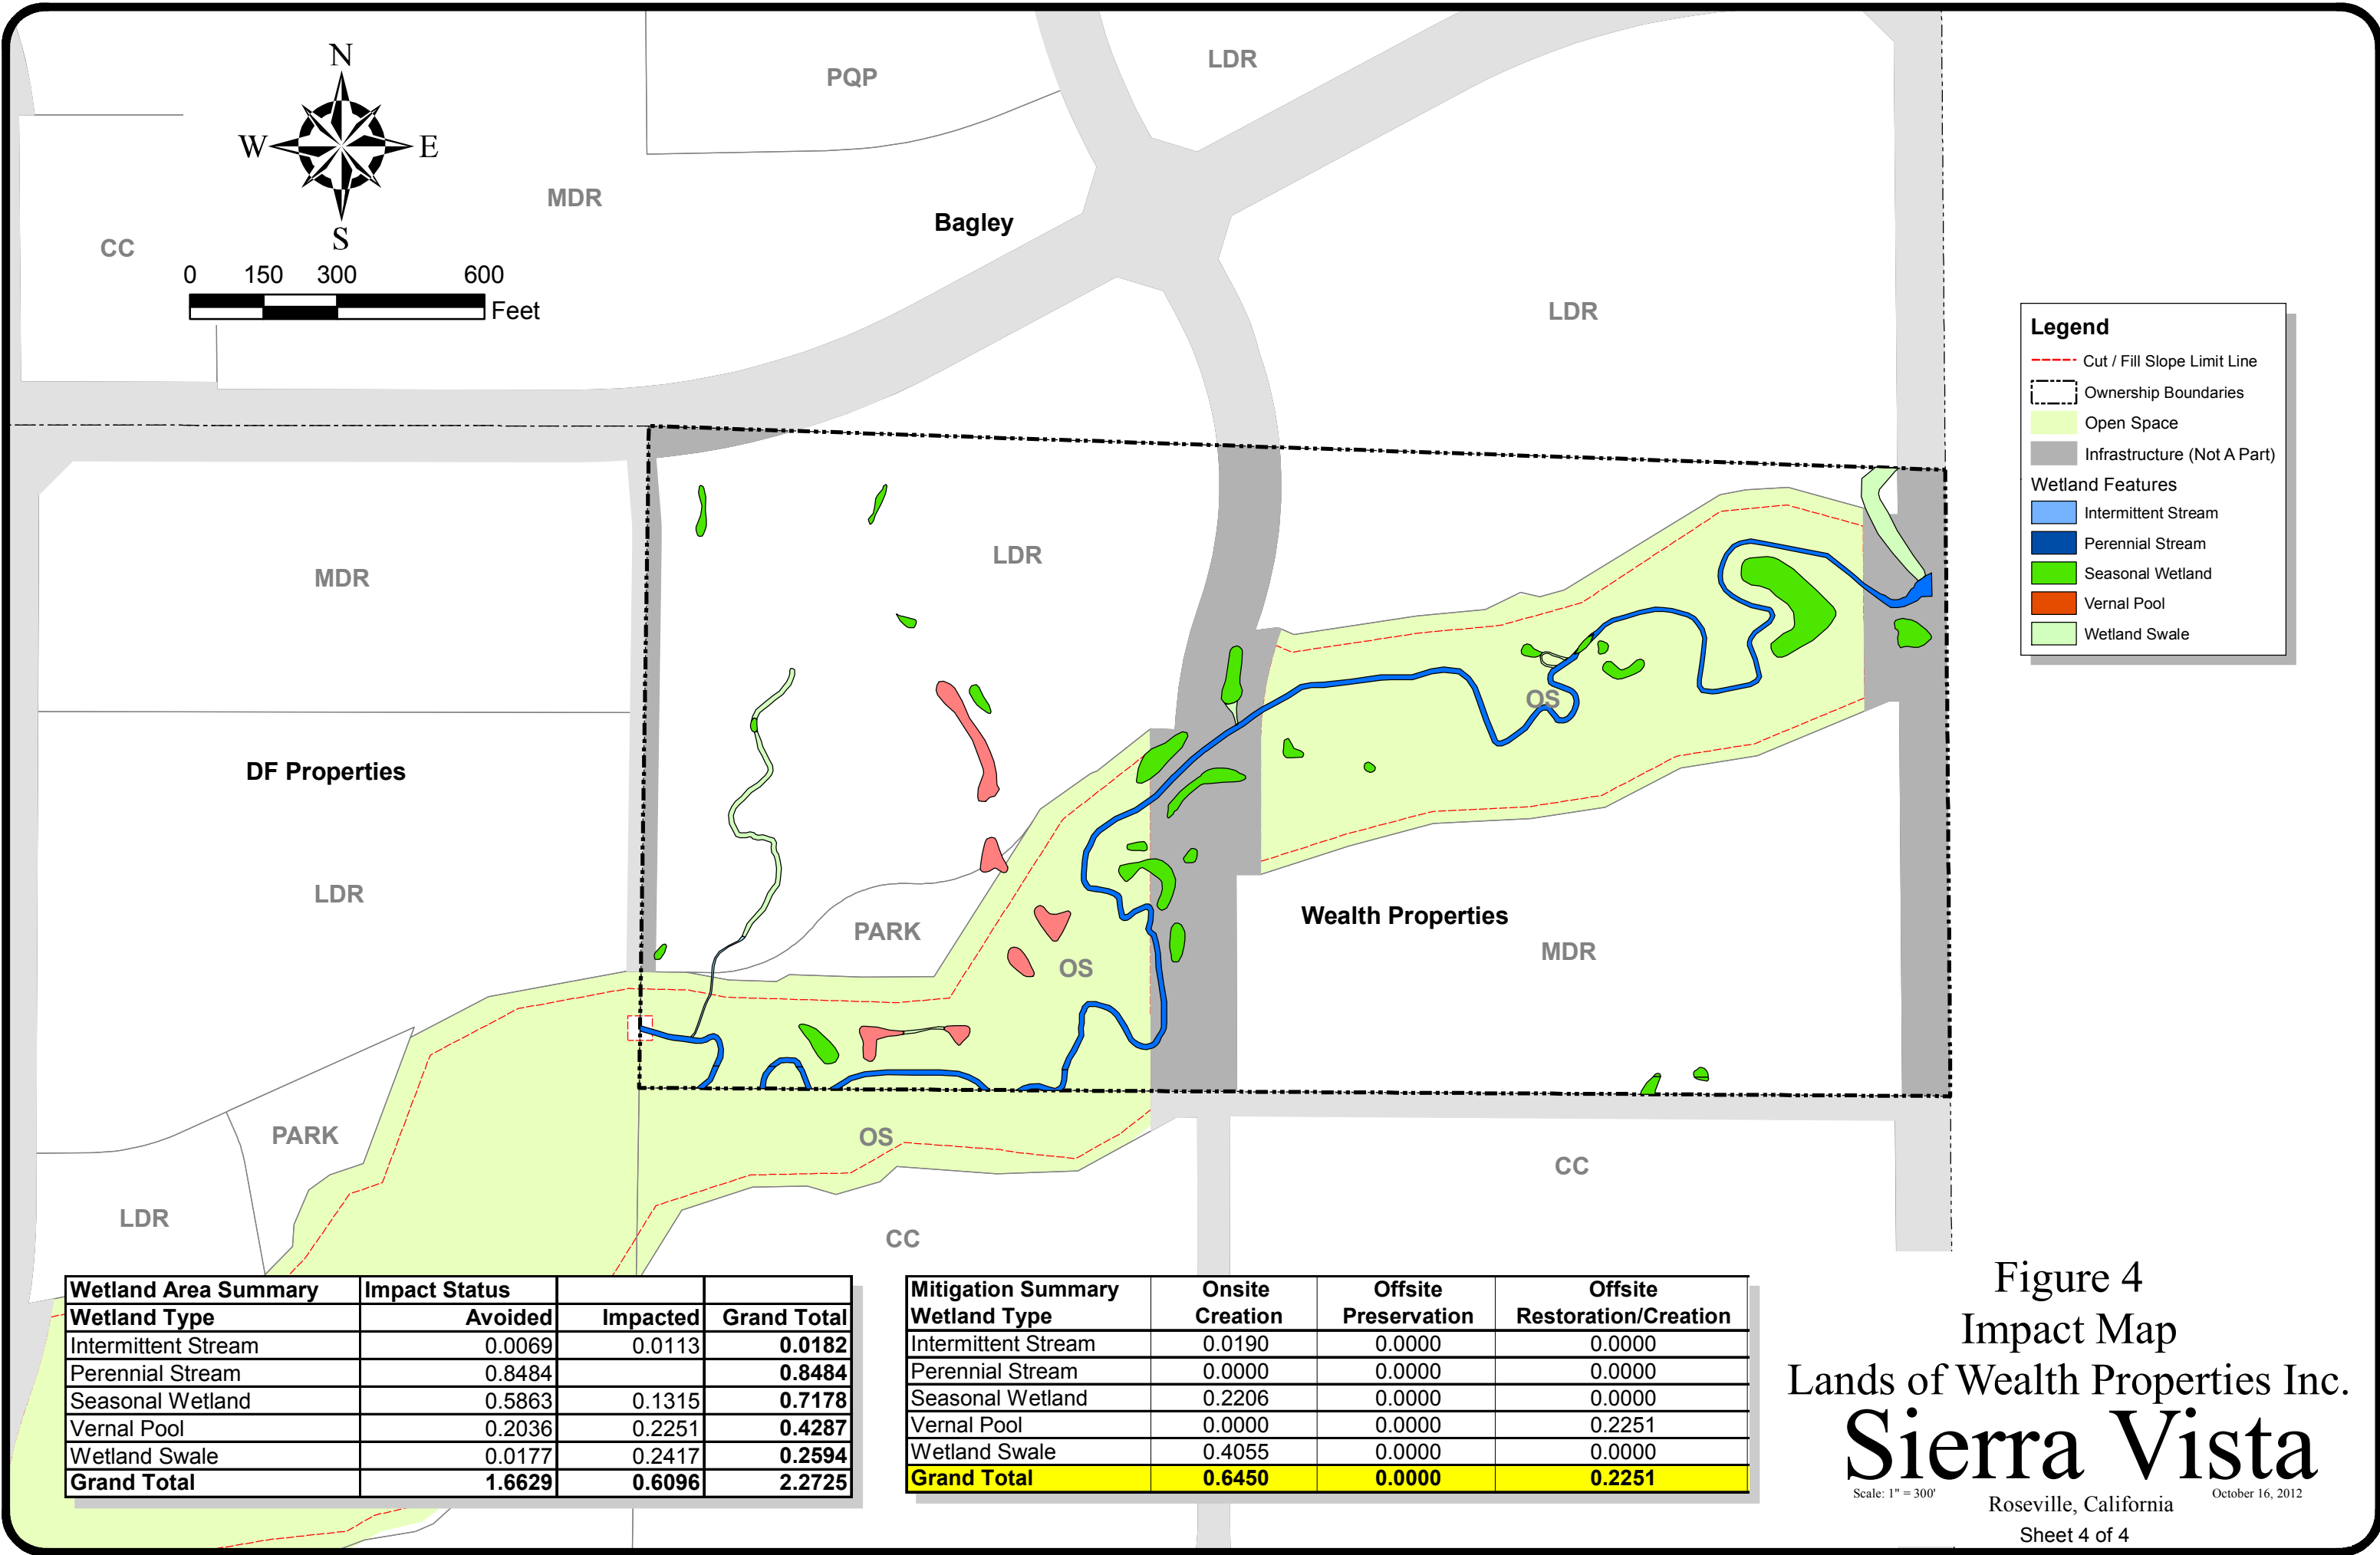 N
W E
S
0 150 300 600
Feet
PQP
LDR
MDR
Bagley
CC
LDR
Legend
Cut / Fill Slope Limit Line
Ownership Boundaries
Open Space
Infrastructure (Not A Part)
Wetland Features
Intermittent Stream
Perennial Stream
Seasonal Wetland
Vernal Pool
Wetland Swale
MDR
LDR
OS
DF Properties
LDR
PARK
Wealth Properties
OS
MDR
PARK
OS
CC
LDR
CC
Wetland Area Summary Impact Status
Wetland Type Avoided Impacted Grand Total
Intermittent Stream 0.0069 0.0113 0.0182
Perennial Stream 0.8484 0.8484
Seasonal Wetland 0.5863 0.1315 0.7178
Vernal Pool 0.2036 0.2251 0.4287
Wetland Swale 0.0177 0.2417 0.2594
Grand Total 1.6629 0.6096 2.2725
Mitigation Summary Onsite Offsite Offsite
Wetland Type Creation Preservation Restoration/Creation
Intermittent Stream 0.0190 0.0000 0.0000
Perennial Stream 0.0000 0.0000 0.0000
Seasonal Wetland 0.2206 0.0000 0.0000
Vernal Pool 0.0000 0.0000 0.2251
Wetland Swale 0.4055 0.0000 0.0000
Grand Total 0.6450 0.0000 0.2251
Figure 4
Impact Map
Lands of Wealth Properties Inc.
Sierra Vista
Scale: 1" = 300' October 16, 2012
Roseville, California
Sheet 4 of 4